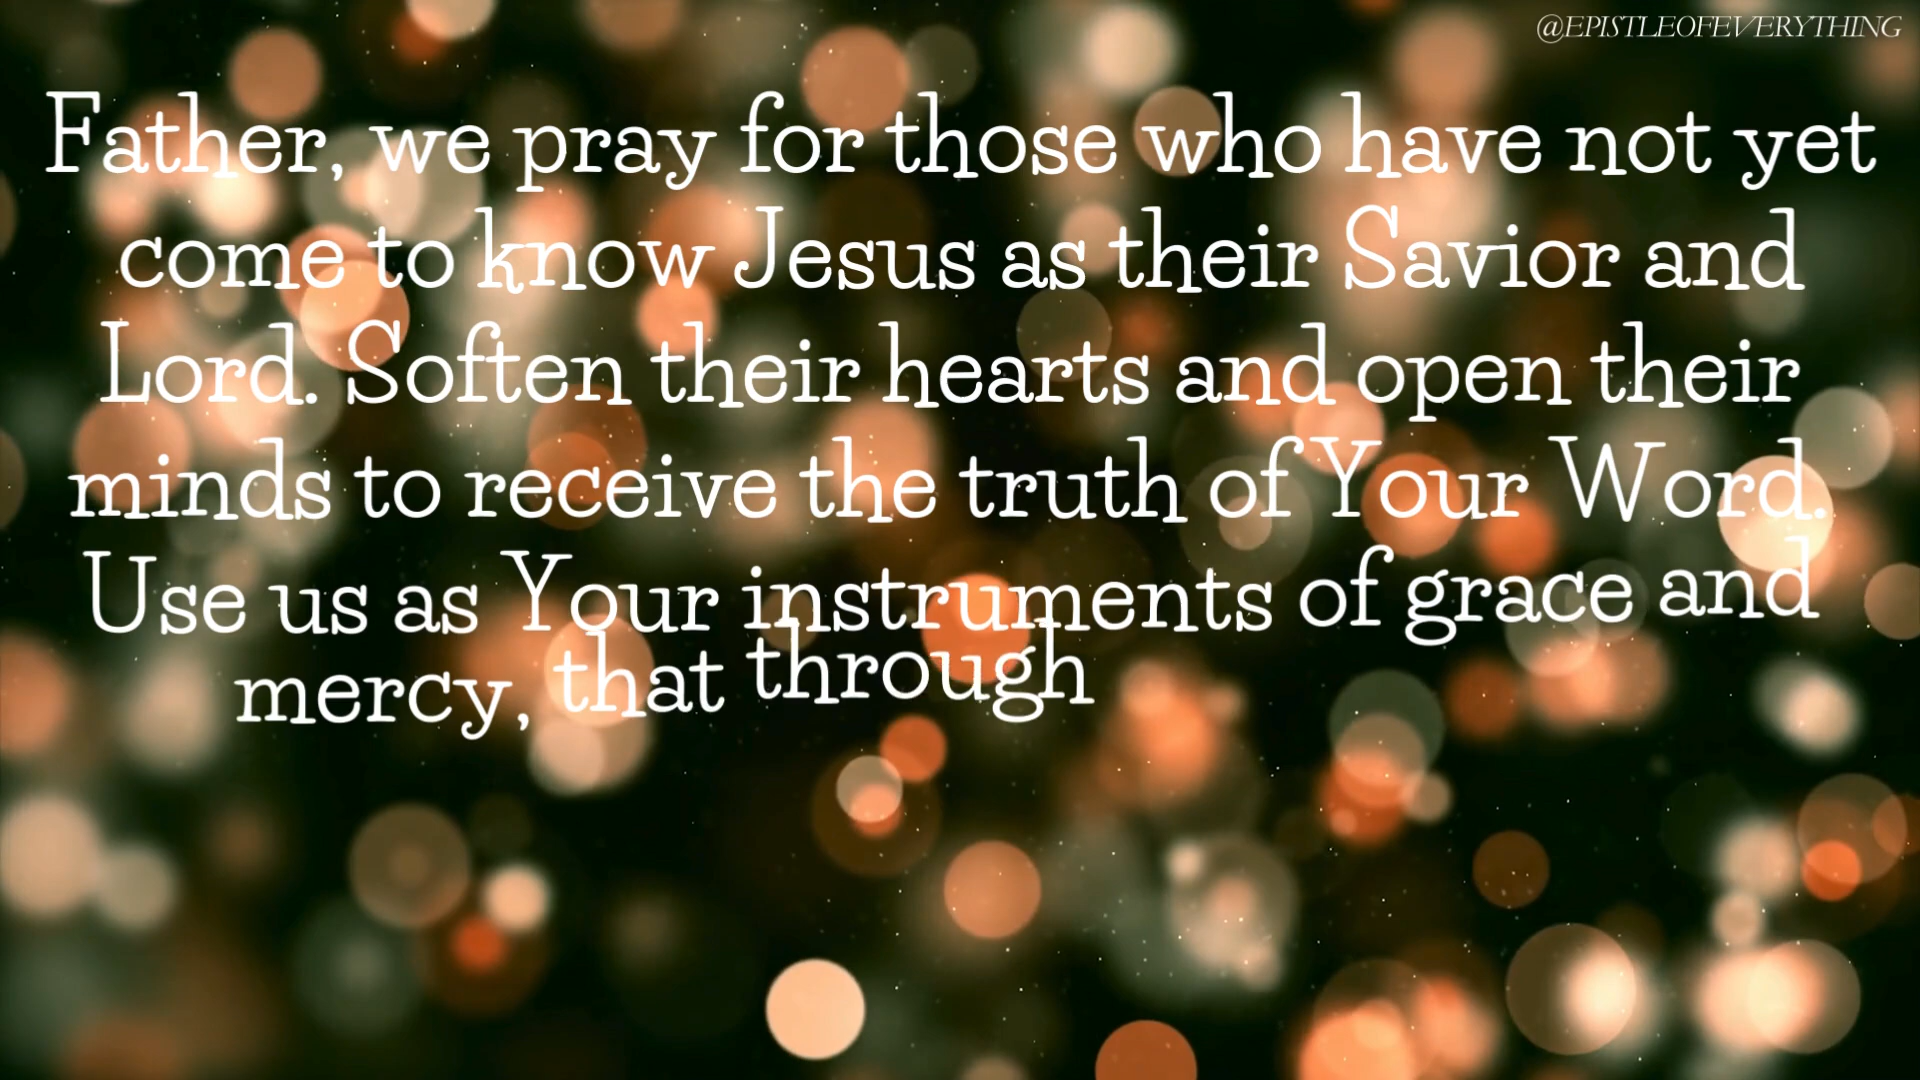 @EPISTLEOFEVERYTHING
Father, we pray for those who have not yet
come to know Jesus as their Savior and
Lord. Soften their hearts and open their
minds to receive the truth of Your Word.
Use us as Your instruments of grace and
mercy, that through